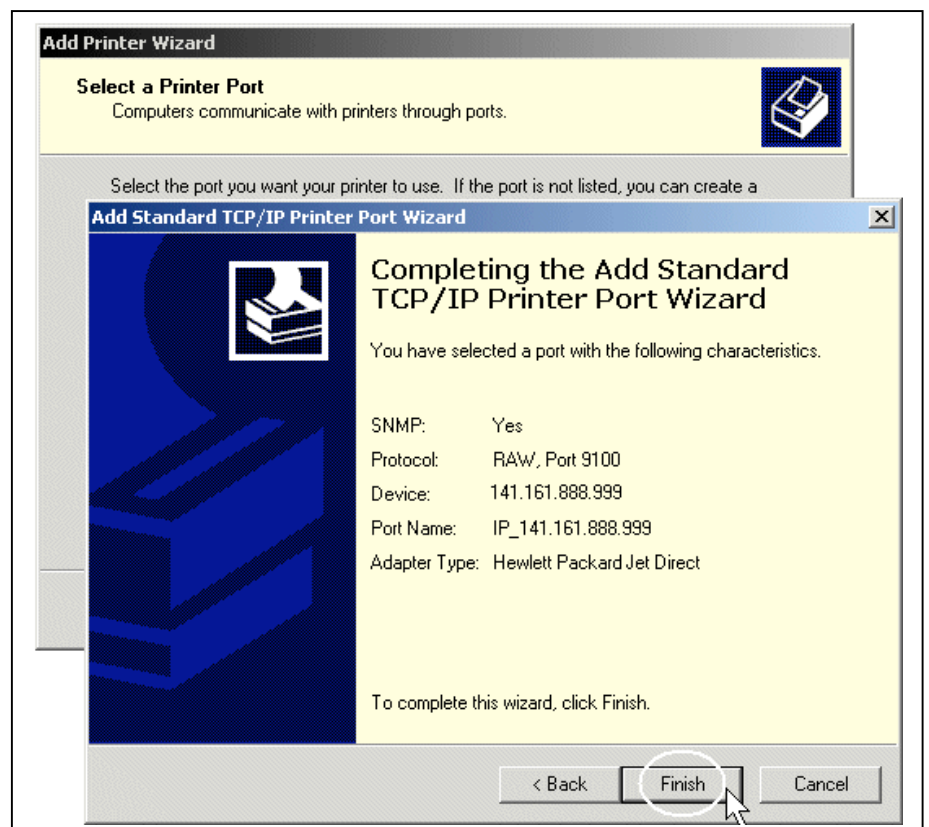 Add Printer Wizard
Select a Printer Port
Computers communicate with printers through ports.
Select the port you want your printer to use. If the port is not listed, you can create a
Add Standard TCP/IP Printer Port Wizard
Completing the Add Standard
TCP/IP Printer Port Wizard
You have selected a port with the following characteristics.
SNMP: Yes
Protocol: RAW, Port 9100
Device: 141.161.888.999
Port Name: IP_141.161.888.999
Adapter Type: Hewlett Packard Jet Direct
To complete this wizard, click Finish.
< Back Finish Cancel